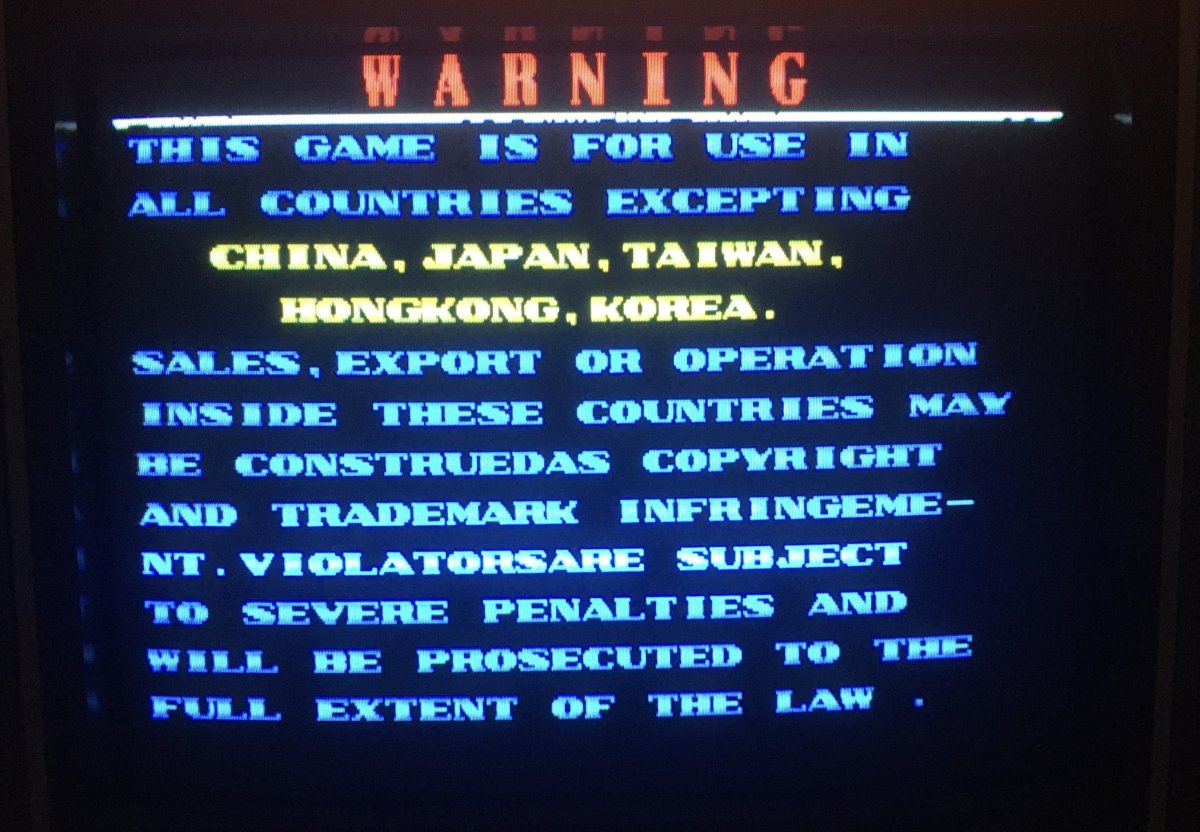 WARNING
THIS GAME IS FOR USE IN
ALL COUNTRIES EXCEPTING
CHINA,JAPAN,TAIWAN,
HONGKONG,KOREA.
SALES,EXPORT OR OPERATION
INSIDE THESE COUNTRIES MAY
BE CONSTRUEDAS COPYRIGHT
AND TRADEMARK INFRINGEME-
NT.VIOLATORSARE SUBJECT
TO SEVERE PENALTIES AND
WILL BE PROSECUTED TO THE
FULL EXTENT OF THE LAW .